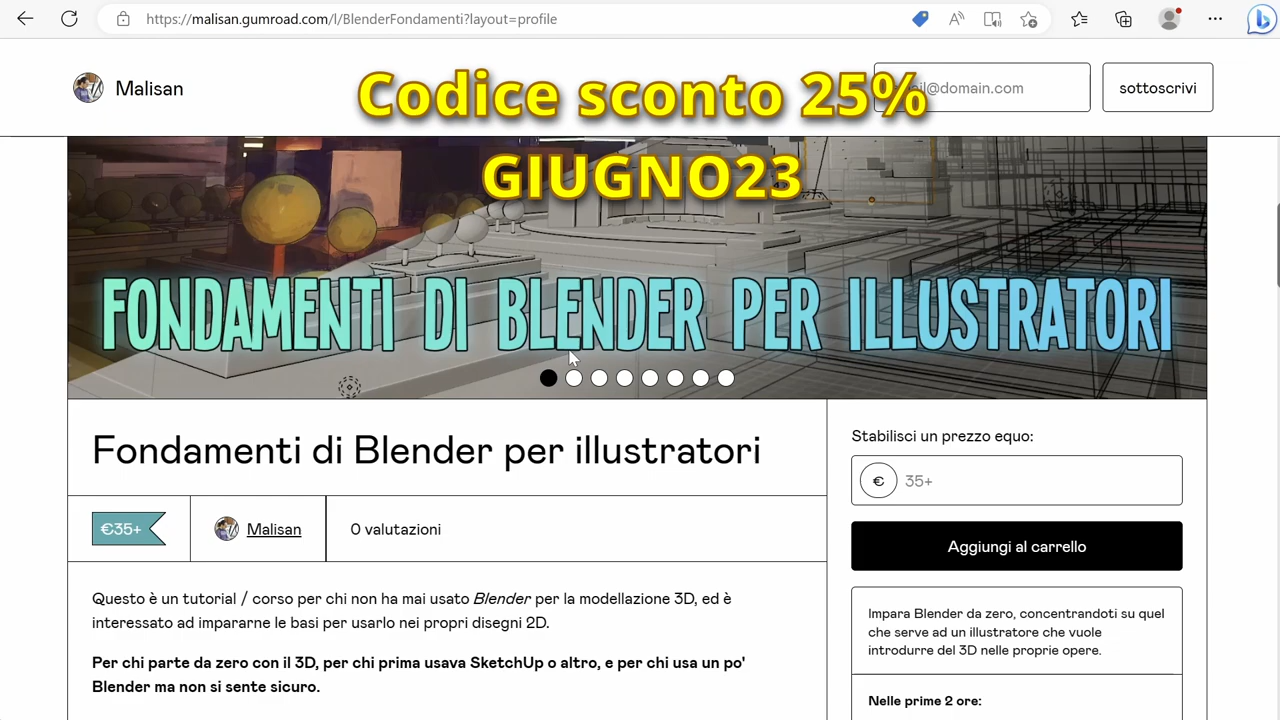 https://malisan.gumroad.com/l/BlenderFondamenti?layout=profile
Malisan
Codice sconto 25%
@domain.com
sottoscrivi
GIUGNO23
FONDAMENTI DI BLENDER PER ILLUSTRATORI
Fondamenti di Blender per illustratori
Stabilisci un prezzo equo:
€ 35+
€35+
Malisan
0 valutazioni
Aggiungi al carrello
Questo è un tutorial / corso per chi non ha mai usato Blender per la modellazione 3D, ed è
interessato ad impararne le basi per usarlo nei propri disegni 2D.
Per chi parte da zero con il 3D, per chi prima usava SketchUp o altro, e per chi usa un po'
Blender ma non si sente sicuro.
Impara Blender da zero, concentrandoti su quel
che serve ad un illustratore che vuole
introdurre del 3D nelle proprie opere.
Nelle prime 2 ore: